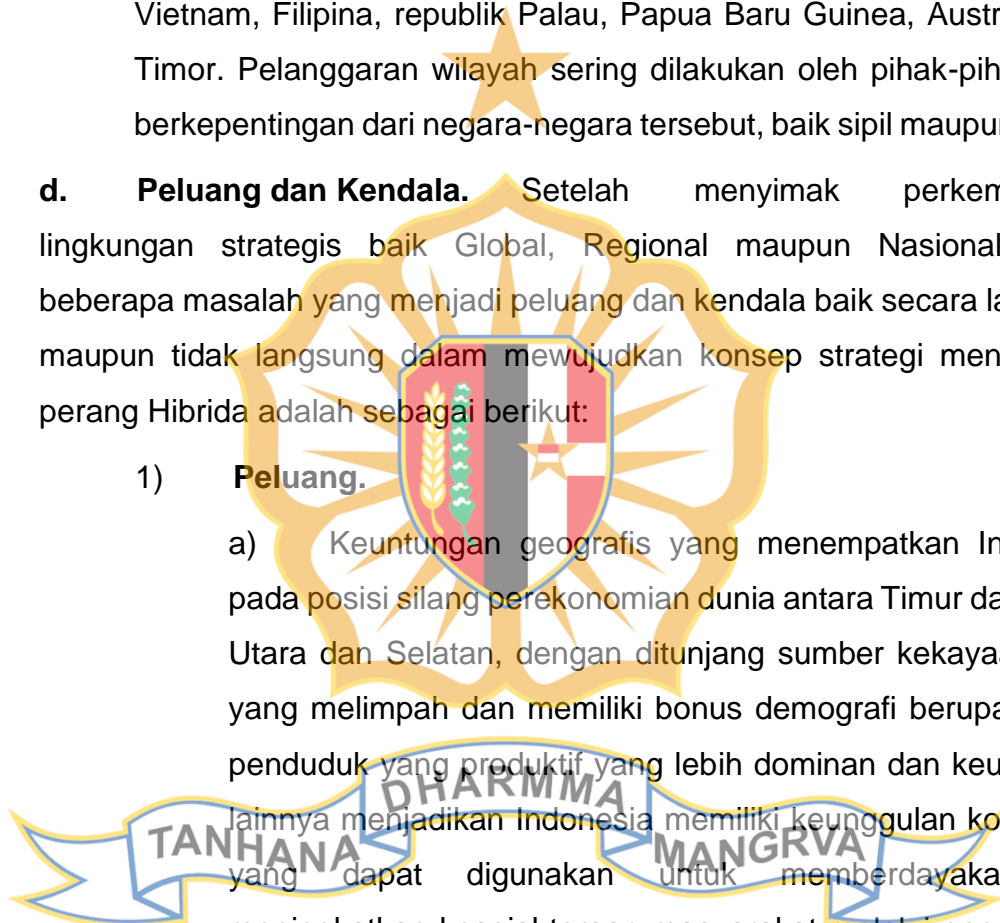 Vietnam, Filipina, republik Palau, Papua Baru Guinea, Austr
Timor. Pelanggaran wilayah sering dilakukan oleh pihak-pih
berkepentingan dari negara-negara tersebut, baik sipil maupun
d. Peluang dan Kendala. Setelah menyimak perkem
lingkungan strategis baik Global, Regional maupun Nasional
beberapa masalah yang menjadi peluang dan kendala baik secara la
maupun tidak langsung dalam mewujudkan konsep strategi men
perang Hibrida adalah sebagai berikut:
1) Peluang.
a) Keuntungan geografis yang menempatkan In
pada posisi silang perekonomian dunia antara Timur da
Utara dan Selatan, dengan ditunjang sumber kekayaa
yang melimpah dan memiliki bonus demografi berupa
penduduk yang produktif yang lebih dominan dan keu
lainnya menjadikan Indonesia memiliki keunggulan ko
yang dapat digunakan untuk memberdayaka
TANHANA DHARMMA MANGRVA